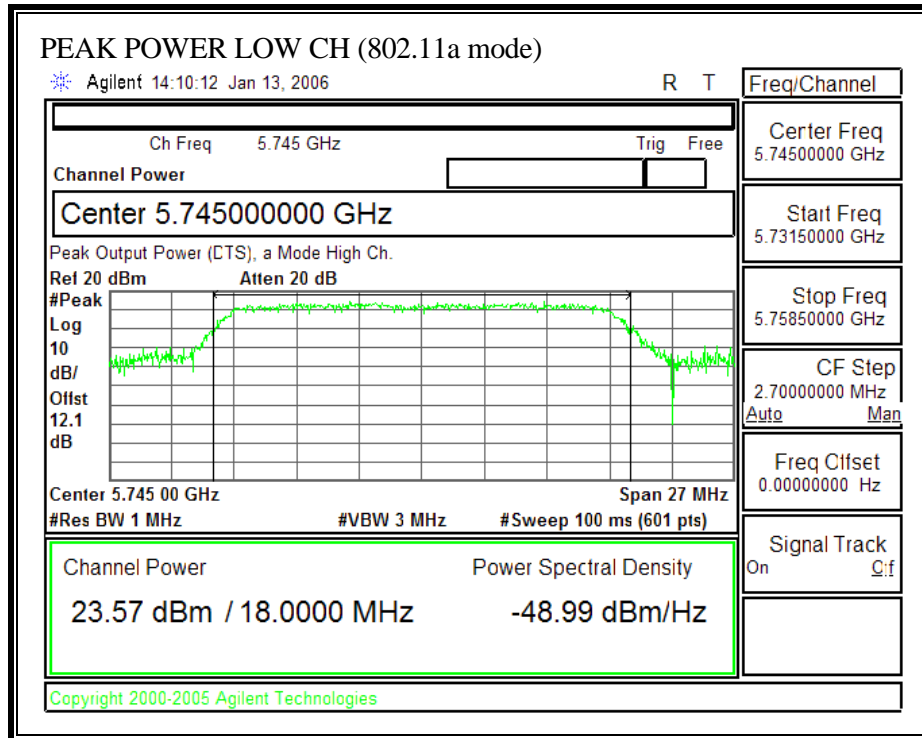 PEAK POWER LOW CH (802.11a mode)
Agilent 14:10:12 Jan 13, 2006 R T
Freq/Channel
Ch Freq 5.745 GHz Trig Free
Channel Power
Center 5.745000000 GHz
Peak Output Power (DTS), a Mode High Ch.
Ref 20 dBm Atten 20 dB
#Peak
Log
10
dB/
Offst
12.1
dB
Center 5.745 00 GHz Span 27 MHz
#Res BW 1 MHz #VBW 3 MHz #Sweep 100 ms (601 pts)
Channel Power Power Spectral Density
23.57 dBm / 18.0000 MHz -48.99 dBm/Hz
Center Freq
5.74500000 GHz
Start Freq
5.73150000 GHz
Stop Freq
5.75850000 GHz
CF Step
2.70000000 MHz
Auto Man
Freq Offset
0.00000000 Hz
Signal Track
On Off
Copyright 2000-2005 Agilent Technologies